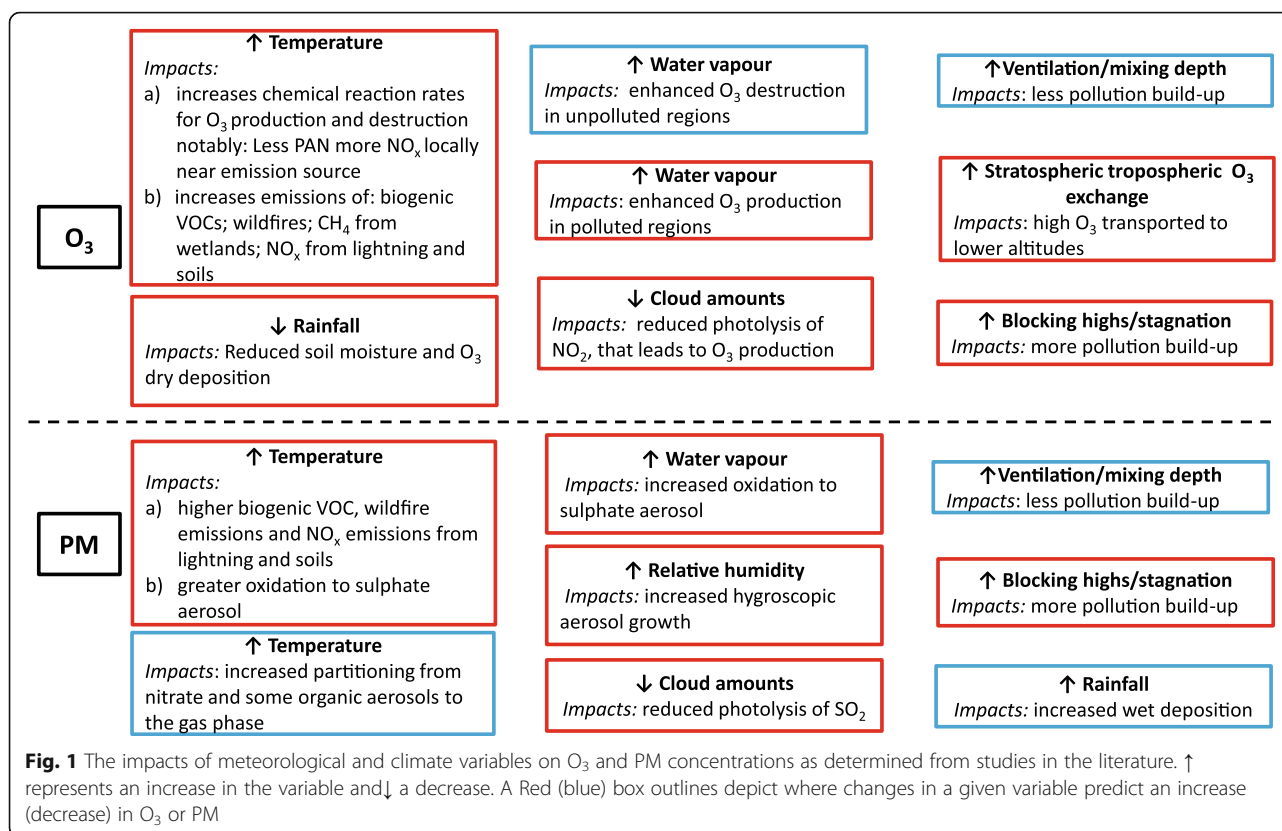 O₃
↑ Temperature
Impacts:
a) increases chemical reaction rates
for O₃ production and destruction
notably: Less PAN more NOₓ locally
near emission source
b) increases emissions of: biogenic
VOCs; wildfires; CH₄ from
wetlands; NOₓ from lightning and
soils
↓ Rainfall
Impacts: Reduced soil moisture and O₃
dry deposition
↑ Water vapour
Impacts: enhanced O₃ destruction
in unpolluted regions
↑ Water vapour
Impacts: enhanced O₃ production
in polluted regions
↓ Cloud amounts
Impacts: reduced photolysis of
NO₂, that leads to O₃ production
↑Ventilation/mixing depth
Impacts: less pollution build-up
↑ Stratospheric tropospheric O₃
exchange
Impacts: high O₃ transported to
lower altitudes
↑ Blocking highs/stagnation
Impacts: more pollution build-up
PM
↑ Temperature
Impacts:
a) higher biogenic VOC, wildfire
emissions and NOₓ emissions from
lightning and soils
b) greater oxidation to sulphate
aerosol
↑ Temperature
Impacts: increased partitioning from
nitrate and some organic aerosols to
the gas phase
↑ Water vapour
Impacts: increased oxidation to
sulphate aerosol
↑ Relative humidity
Impacts: increased hygroscopic
aerosol growth
↓ Cloud amounts
Impacts: reduced photolysis of SO₂
↑Ventilation/mixing depth
Impacts: less pollution build-up
↑ Blocking highs/stagnation
Impacts: more pollution build-up
↑ Rainfall
Impacts: increased wet deposition
Fig. 1 The impacts of meteorological and climate variables on O₃ and PM concentrations as determined from studies in the literature. ↑
represents an increase in the variable and↓ a decrease. A Red (blue) box outlines depict where changes in a given variable predict an increase
(decrease) in O₃ or PM